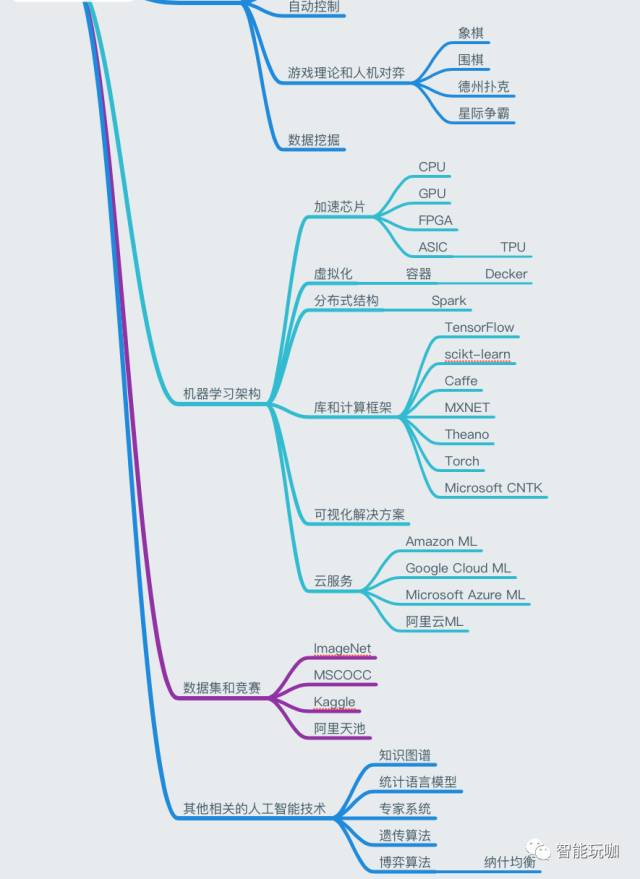 自动控制
游戏理论和人机对弈
象棋
围棋
德州扑克
星际争霸
数据挖掘
机器学习架构
加速芯片
CPU
GPU
FPGA
ASIC
TPU
虚拟化
容器
Decker
分布式结构
Spark
库和计算框架
TensorFlow
scikt-learn
Caffe
MXNET
Theano
Torch
Microsoft CNTK
可视化解决方案
云服务
Amazon ML
Google Cloud ML
Microsoft Azure ML
阿里云ML
数据集和竞赛
ImageNet
MSCOCC
Kaggle
阿里天池
其他相关的人工智能技术
知识图谱
统计语言模型
专家系统
遗传算法
博弈算法
纳什均衡
智能玩咖